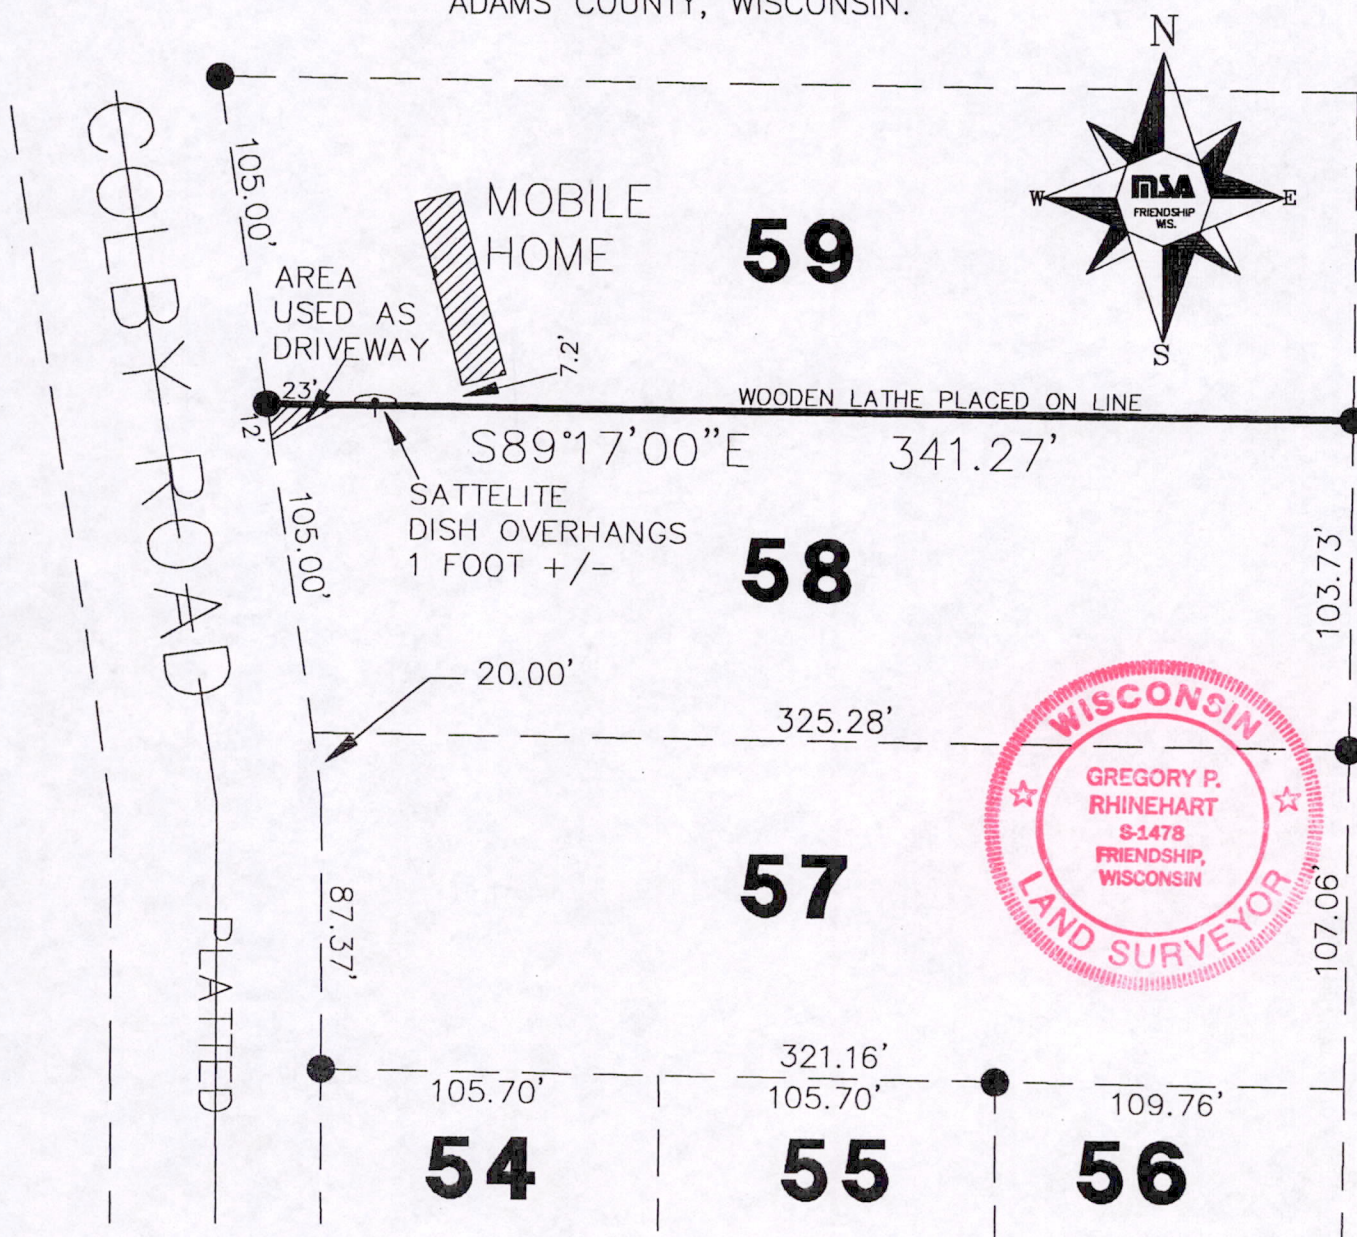 ADAMS COUNTY, WISCONSIN.
N
W
E
S
MSA
FRIENDSHIP
WS.
COLBY ROAD
PLATTED
105.00'
MOBILE
HOME
59
AREA
USED AS
DRIVEWAY
7.2'
23'
12'
WOODEN LATHE PLACED ON LINE
S89°17'00"E 341.27'
SATTELITE
DISH OVERHANGS
1 FOOT +/-
105.00'
58
103.73'
20.00'
325.28'
WISCONSIN
GREGORY P.
RHINEHART
S-1478
FRIENDSHIP,
WISCONSIN
LAND SURVEYOR
57
87.37'
107.06'
321.16'
105.70'
105.70'
109.76'
54
55
56